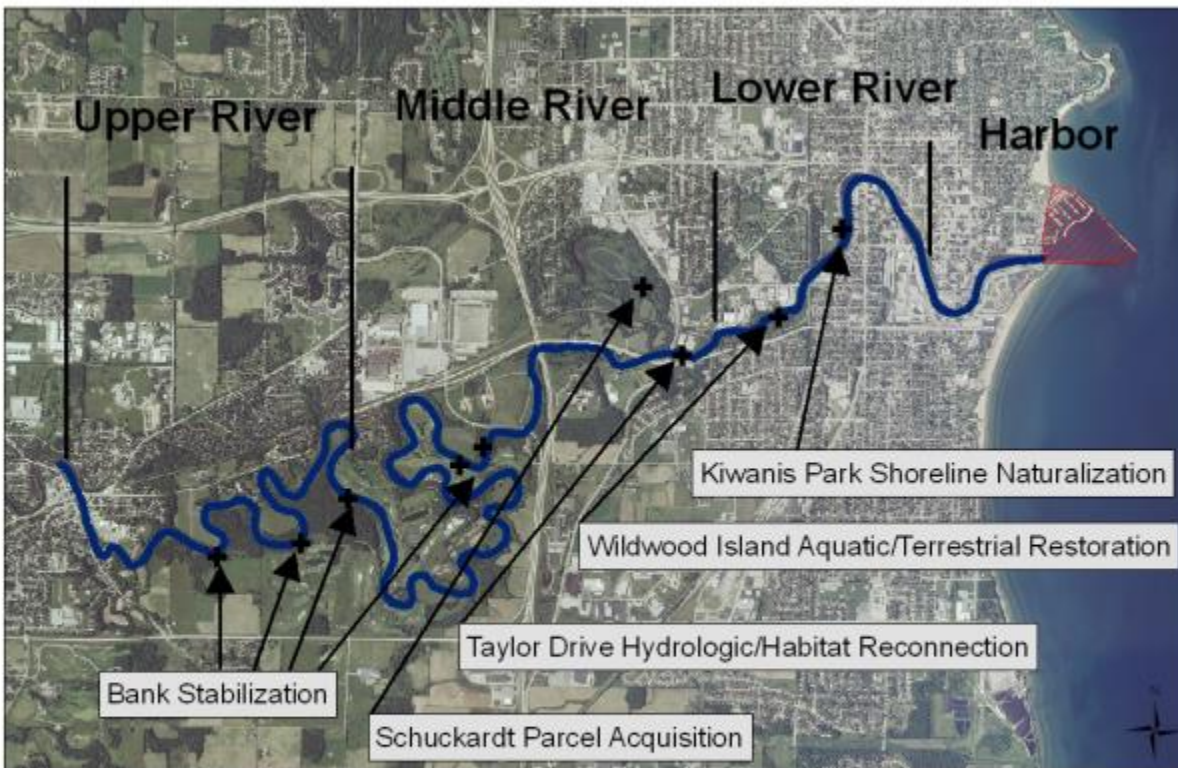 Upper River
Middle River
Lower River
Harbor
Kiwanis Park Shoreline Naturalization
Wildwood Island Aquatic/Terrestrial Restoration
Taylor Drive Hydrologic/Habitat Reconnection
Bank Stabilization
Schuckardt Parcel Acquisition